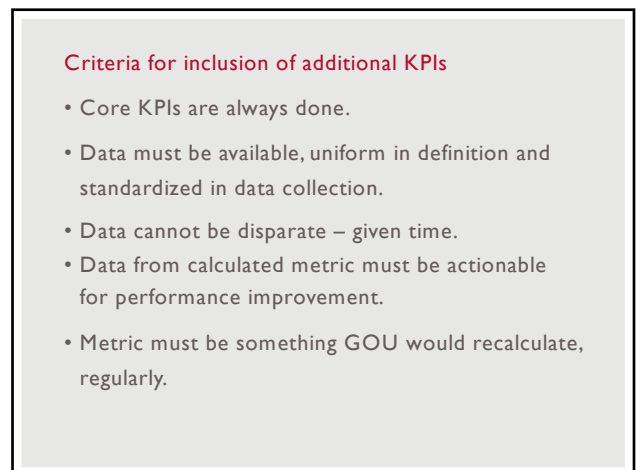 Criteria for inclusion of additional KPIs
• Core KPIs are always done.
• Data must be available, uniform in definition and
standardized in data collection.
• Data cannot be disparate – given time.
• Data from calculated metric must be actionable
for performance improvement.
• Metric must be something GOU would recalculate,
regularly.